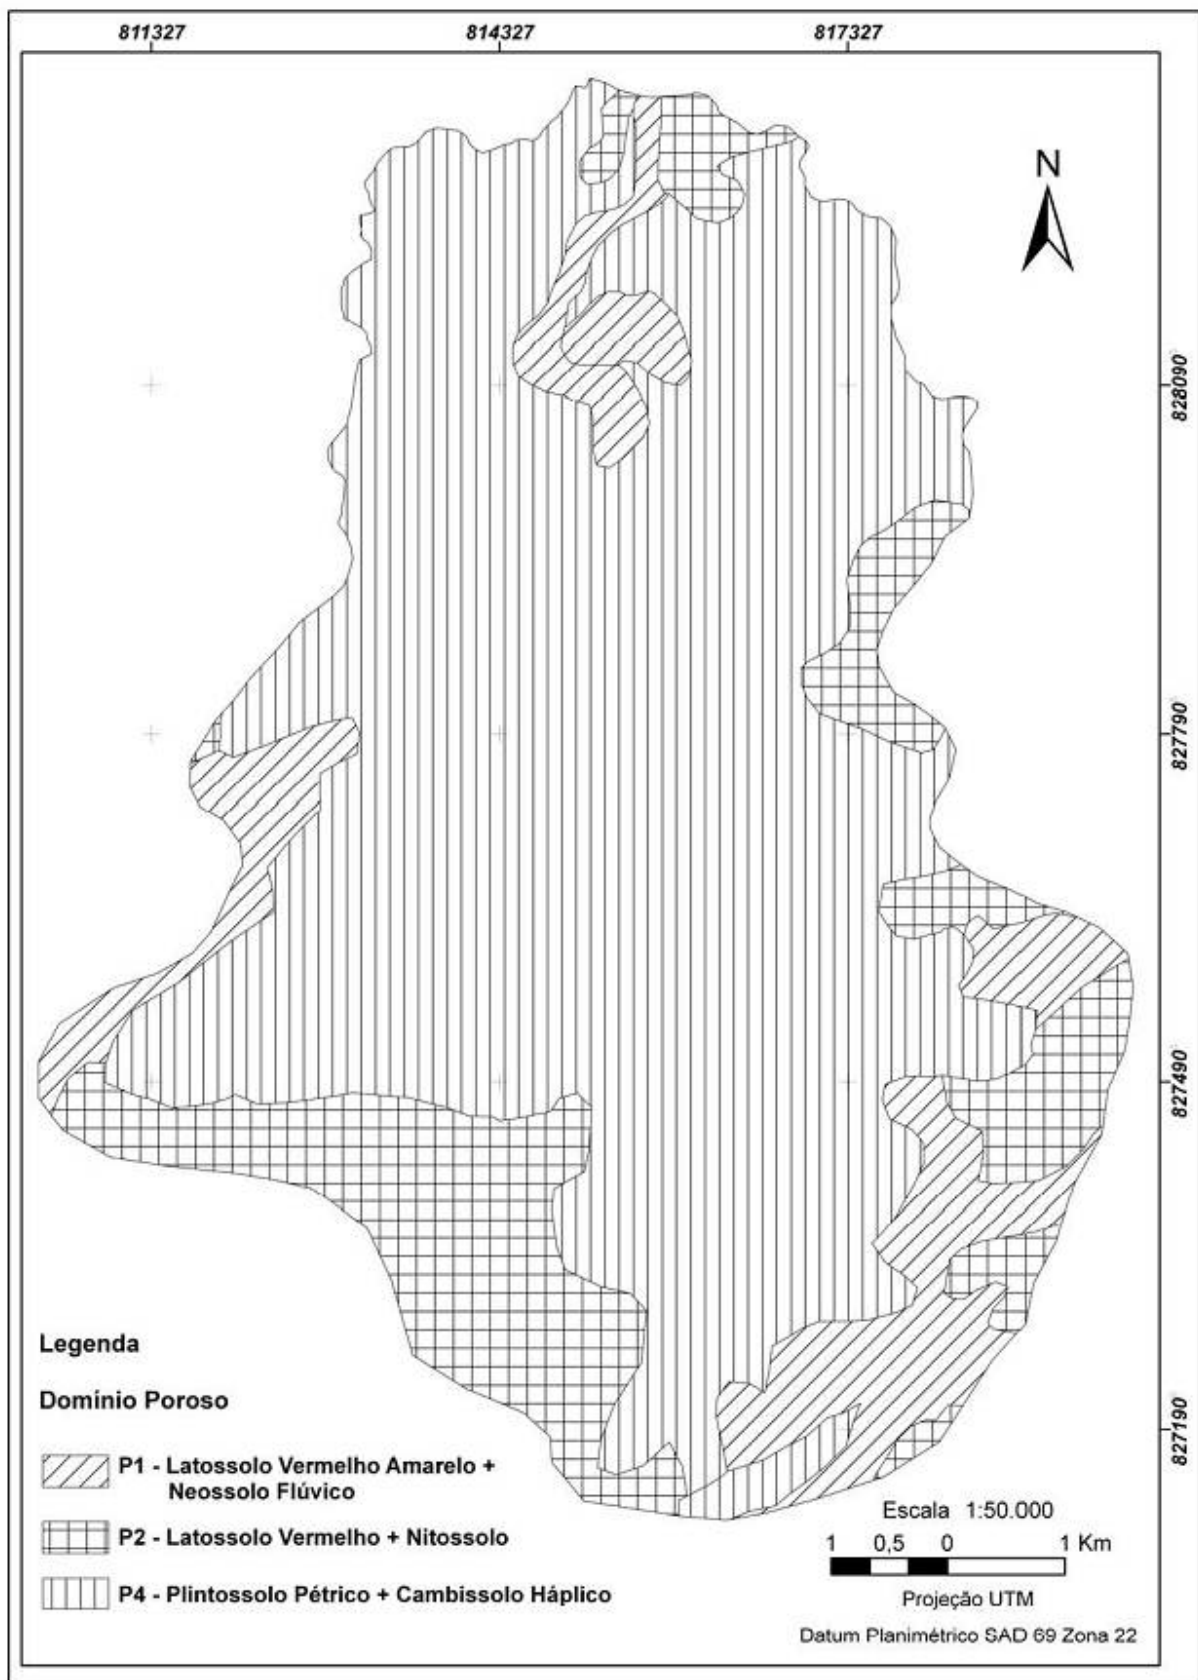 811327 814327 817327
N
828090
827790
827490
827190
Legenda
Domínio Poroso
P1 - Latossolo Vermelho Amarelo +
Neossolo Flúvico
P2 - Latossolo Vermelho + Nitossolo
P4 - Plintossolo Pétrico + Cambissolo Háplico
Escala 1:50.000
1 0,5 0 1 Km
Projeção UTM
Datum Planimétrico SAD 69 Zona 22